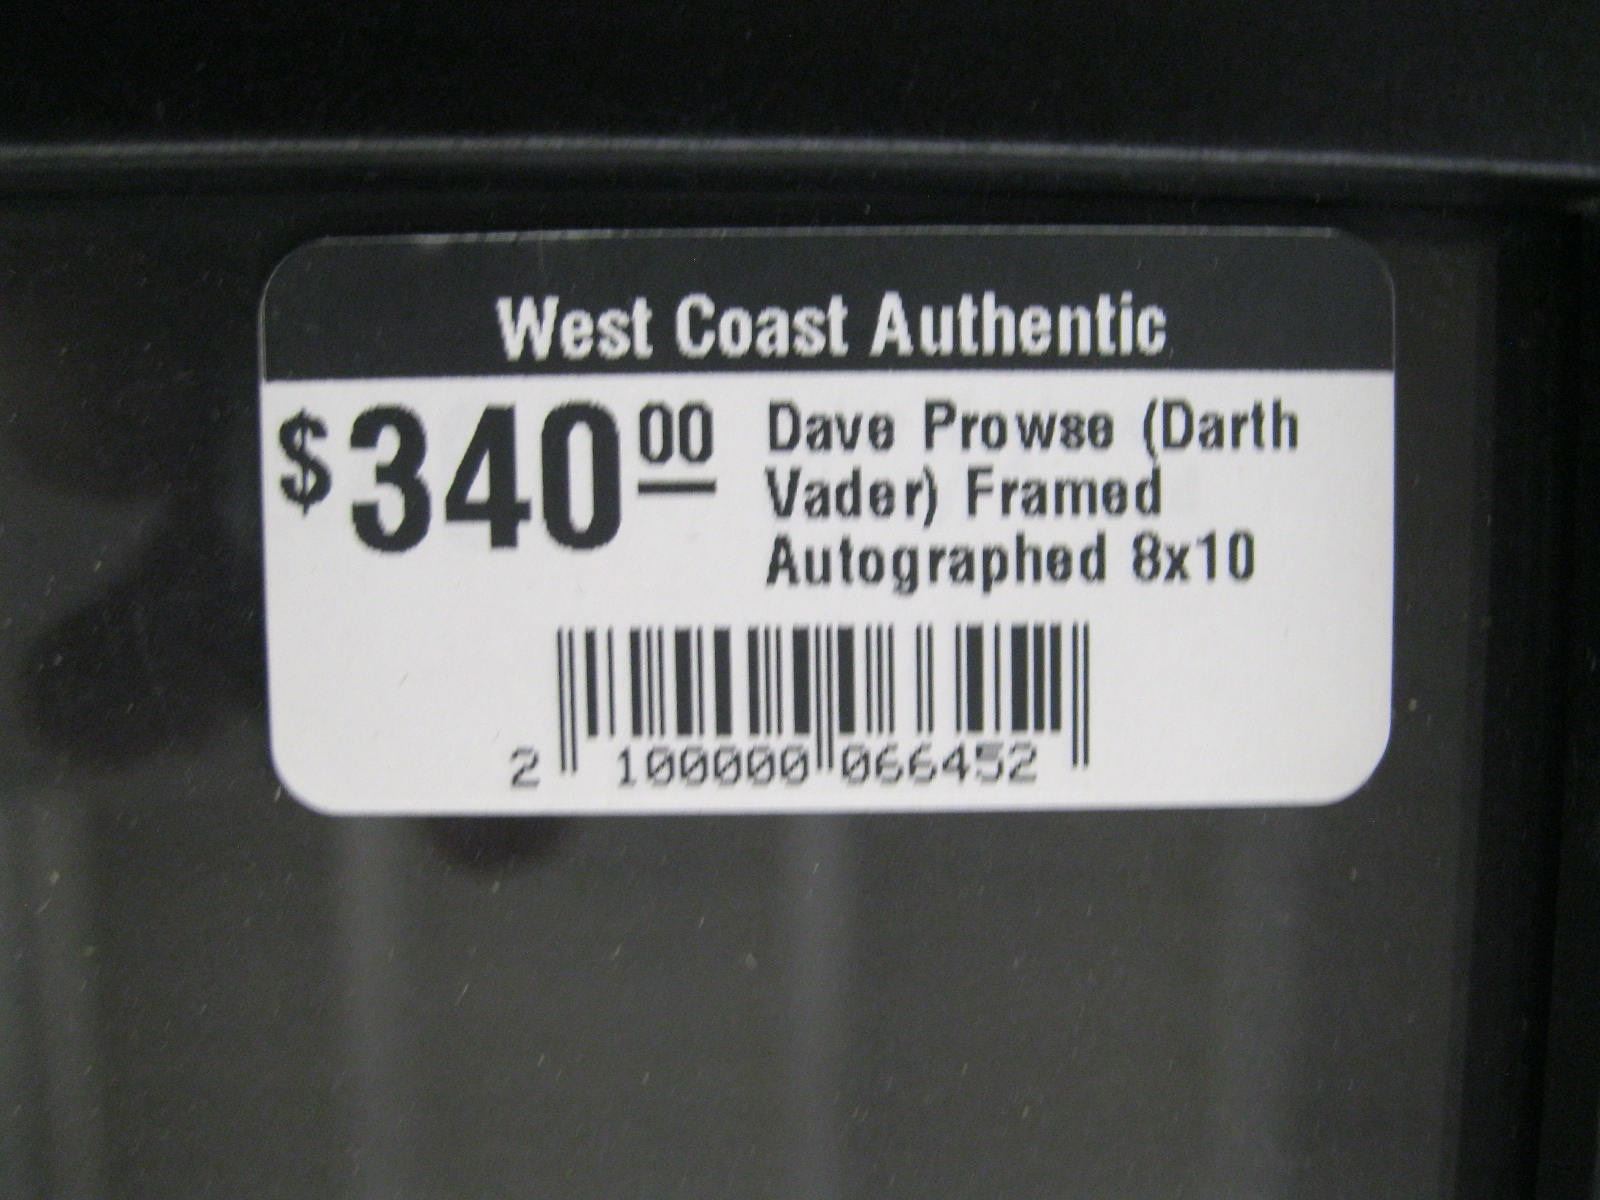 West Coast Authentic
$340 00
Dave Prowse (Darth
Vader) Framed
Autographed 8x10
2 100000 066452